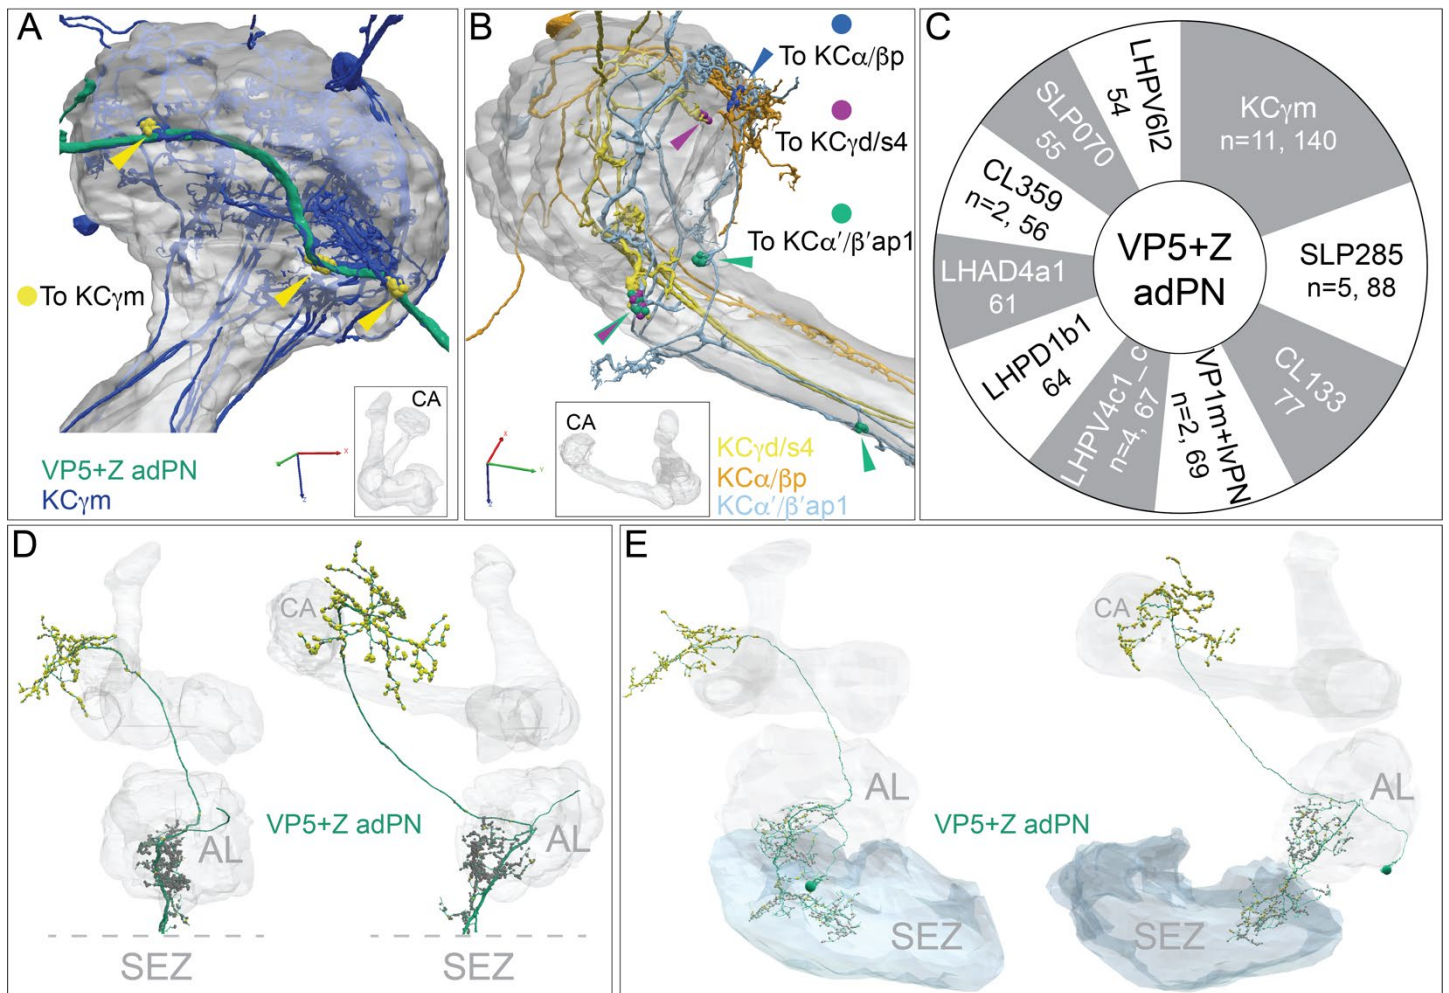 A
To KCγm
VP5+Z adPN
KCγm
X
Z
CA
B
To KCα/βp
To KCγd/s4
To KCα′/β′ap1
CA
X
Y
Z
KCγd/s4
KCα/βp
KCα′/β′ap1
C
VP5+Z
adPN
KCγm
n=11, 140
SLP285
n=5, 88
CL133
77
VP1m+lvPN
n=2, 69
LHPV4c1_c
n=4, 67
LHPD1b1
64
LHAD4a1
61
CL359
n=2, 56
SLP070
55
LHPV6l2
54
D
CA
VP5+Z adPN
AL
AL
SEZ
SEZ
E
CA
AL
AL
VP5+Z adPN
SEZ
SEZ